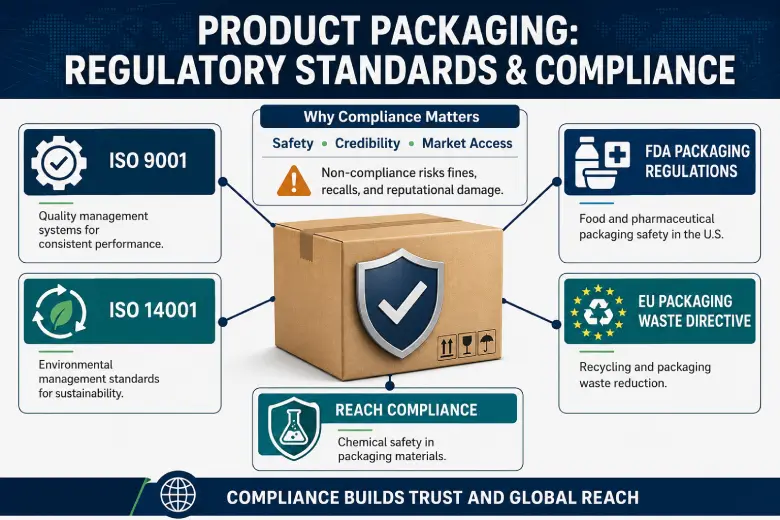 PRODUCT PACKAGING:
REGULATORY STANDARDS & COMPLIANCE
Why Compliance Matters
Safety • Credibility • Market Access
Non-compliance risks fines,
recalls, and reputational damage.
ISO 9001
Quality management
systems for
consistent performance.
FDA PACKAGING
REGULATIONS
Food and pharmaceutical
packaging safety in the U.S.
ISO 14001
Environmental
management standards
for sustainability.
EU PACKAGING
WASTE DIRECTIVE
Recycling and packaging
waste reduction.
REACH COMPLIANCE
Chemical safety in
packaging materials.
COMPLIANCE BUILDS TRUST AND GLOBAL REACH